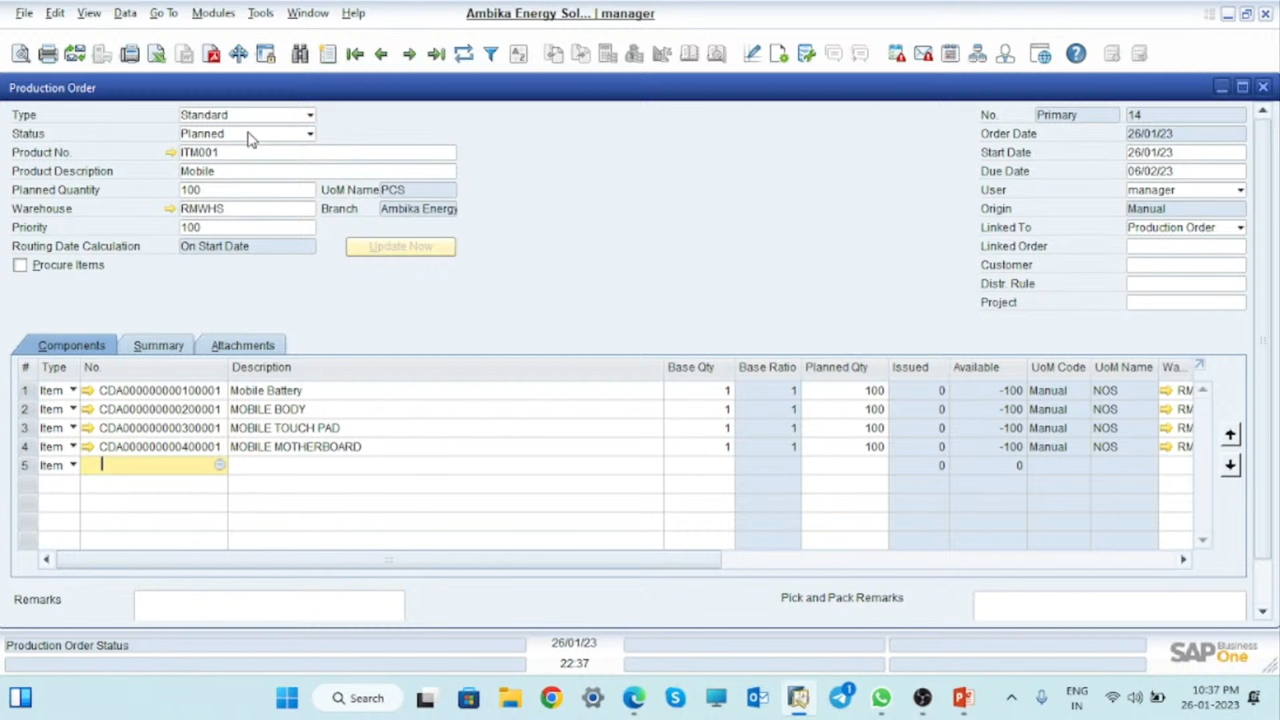 File Edit View Data Go To Modules Tools Window Help Ambika Energy Sol... | manager
Production Order
Type Standard No. Primary 14
Status Planned Order Date 26/01/23
Product No. ITM001 Start Date 26/01/23
Product Description Mobile Due Date 06/02/23
Planned Quantity 100 UoM Name PCS User manager
Warehouse RMWHS Branch Ambika Energy Origin Manual
Priority 100 Linked To Production Order
Routing Date Calculation On Start Date Update Now Linked Order
Procure Items Customer
Distr. Rule
Project
Components Summary Attachments
# Type No. Description Base Qty Base Ratio Planned Qty Issued Available UoM Code UoM Name Wa...
1 Item CDA000000000100001 Mobile Battery 1 1 100 0 -100 Manual NOS RM
2 Item CDA000000000200001 MOBILE BODY 1 1 100 0 -100 Manual NOS RM
3 Item CDA000000000300001 MOBILE TOUCH PAD 1 1 100 0 -100 Manual NOS RM
4 Item CDA000000000400001 MOBILE MOTHERBOARD 1 1 100 0 -100 Manual NOS RM
5 Item 0 0
Remarks Pick and Pack Remarks
Production Order Status 26/01/23
22:37
SAP Business One
Search 1 ENG IN 10:37 PM
26-01-2023